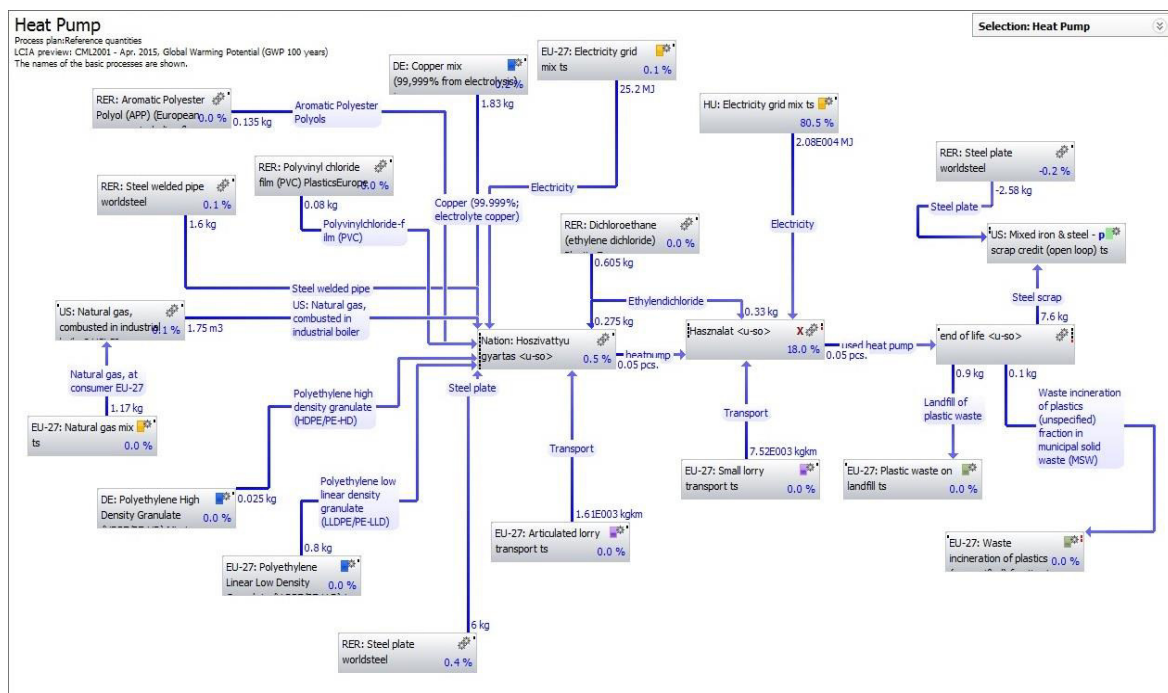 Heat Pump
Process plan:Reference quantities
LCIA preview: CML2001 - Apr. 2015, Global Warming Potential (GWP 100 years)
The names of the basic processes are shown.
Selection: Heat Pump
DE: Copper mix
(99,999% from electrolysis)
1.83 kg
EU-27: Electricity grid
mix ts
0.1 %
25.2 MJ
RER: Aromatic Polyester
Polyol (APP) (European
0.0 %
0.135 kg
Aromatic Polyester
Polyols
HU: Electricity grid mix ts
80.5 %
2.08E004 MJ
RER: Polyvinyl chloride
film (PVC) PlasticsEurope
0.0 %
0.08 kg
Polyvinylchloride-f
ilm (PVC)
RER: Steel welded pipe
worldsteel
0.1 %
1.6 kg
Steel welded pipe
Copper (99.999%;
electrolyte copper)
Electricity
RER: Dichloroethane
(ethylene dichloride)
0.0 %
0.605 kg
Ethylendichloride
0.33 kg
0.275 kg
Electricity
RER: Steel plate
worldsteel
-0.2 %
-2.58 kg
Steel plate
US: Mixed iron & steel - p
scrap credit (open loop) ts
Steel scrap
7.6 kg
US: Natural gas,
combusted in industrial
0.1 %
1.75 m3
US: Natural gas,
combusted in
industrial boiler
Nation: Hoszivattyu
gyartas <u-so>
0.5 %
heatpump
0.05 pcs.
Hasznalat <u-so>
X
18.0 %
used heat pump
0.05 pcs.
end of life <u-so>
0.9 kg
0.1 kg
Natural gas, at
consumer EU-27
1.17 kg
EU-27: Natural gas mix
ts
0.0 %
Polyethylene high
density granulate
(HDPE/PE-HD)
Steel plate
Transport
Transport
Landfill of
plastic waste
Waste incineration
of plastics
(unspecified)
fraction in
municipal solid
waste (MSW)
DE: Polyethylene High
Density Granulate
0.0 %
0.025 kg
Polyethylene low
linear density
granulate
(LLDPE/PE-LLD)
0.8 kg
EU-27: Polyethylene
Linear Low Density
0.0 %
1.61E003 kgkm
EU-27: Articulated lorry
transport ts
0.0 %
7.52E003 kgkm
EU-27: Small lorry
transport ts
0.0 %
EU-27: Plastic waste on
landfill ts
0.0 %
EU-27: Waste
incineration of plastics
0.0 %
6 kg
RER: Steel plate
worldsteel
0.4 %